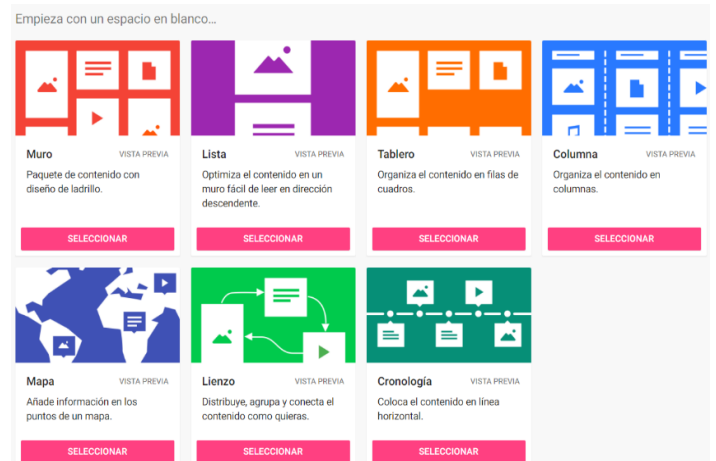 Empieza con un espacio en blanco...
Muro VISTA PREVIA
Paquete de contenido con
diseño de ladrillo.
SELECCIONAR
Lista VISTA PREVIA
Optimiza el contenido en un
muro fácil de leer en dirección
descendente.
SELECCIONAR
Tablero VISTA PREVIA
Organiza el contenido en filas de
cuadros.
SELECCIONAR
Columna VISTA PREVIA
Organiza el contenido en
columnas.
SELECCIONAR
Mapa VISTA PREVIA
Añade información en los
puntos de un mapa.
SELECCIONAR
Lienzo VISTA PREVIA
Distribuye, agrupa y conecta el
contenido como quieras.
SELECCIONAR
Cronología VISTA PREVIA
Coloca el contenido en línea
horizontal.
SELECCIONAR